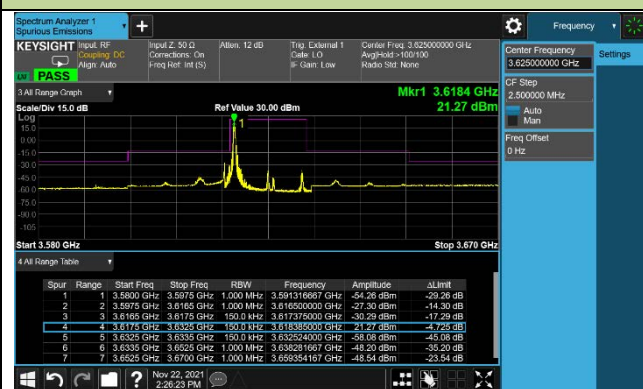 Spectrum Analyzer 1
Spurious Emissions
Frequency
KEYSIGHT Input: RF
Coupling: DC
Align: Auto
Input Z: 50 Ω
Corrections: On
Freq Ref: Int (S)
Atten: 12 dB
Trig: External 1
Gate: LO
IF Gain: Low
Center Freq: 3.625000000 GHz
Avg|Hold:>100/100
Radio Std: None
PASS
Center Frequency
3.625000000 GHz
Settings
CF Step
2.500000 MHz
Auto
Man
Freq Offset
0 Hz
3 All Range Graph
Mkr1 3.6184 GHz
21.27 dBm
Scale/Div 15.0 dB
Ref Value 30.00 dBm
Log
1
15.0
0.00
-15.0
-30.0
-45.0
-60.0
-75.0
-90.0
-105
Start 3.580 GHz
Stop 3.670 GHz
4 All Range Table
Spur Range Start Freq Stop Freq RBW Frequency Amplitude ΔLimit
1 1 3.5800 GHz 3.5975 GHz 1.000 MHz 3.591316667 GHz -54.26 dBm -29.26 dB
2 2 3.5975 GHz 3.6165 GHz 1.000 MHz 3.616500000 GHz -27.30 dBm -14.30 dB
3 3 3.6165 GHz 3.6175 GHz 150.0 kHz 3.617375000 GHz -30.29 dBm -17.29 dB
4 4 3.6175 GHz 3.6325 GHz 150.0 kHz 3.618385000 GHz 21.27 dBm -4.725 dB
5 5 3.6325 GHz 3.6335 GHz 150.0 kHz 3.632524000 GHz -58.08 dBm -45.08 dB
6 6 3.6335 GHz 3.6525 GHz 1.000 MHz 3.638281667 GHz -48.20 dBm -35.20 dB
7 7 3.6525 GHz 3.6700 GHz 1.000 MHz 3.659354167 GHz -48.54 dBm -23.54 dB
Nov 22, 2021
2:26:23 PM